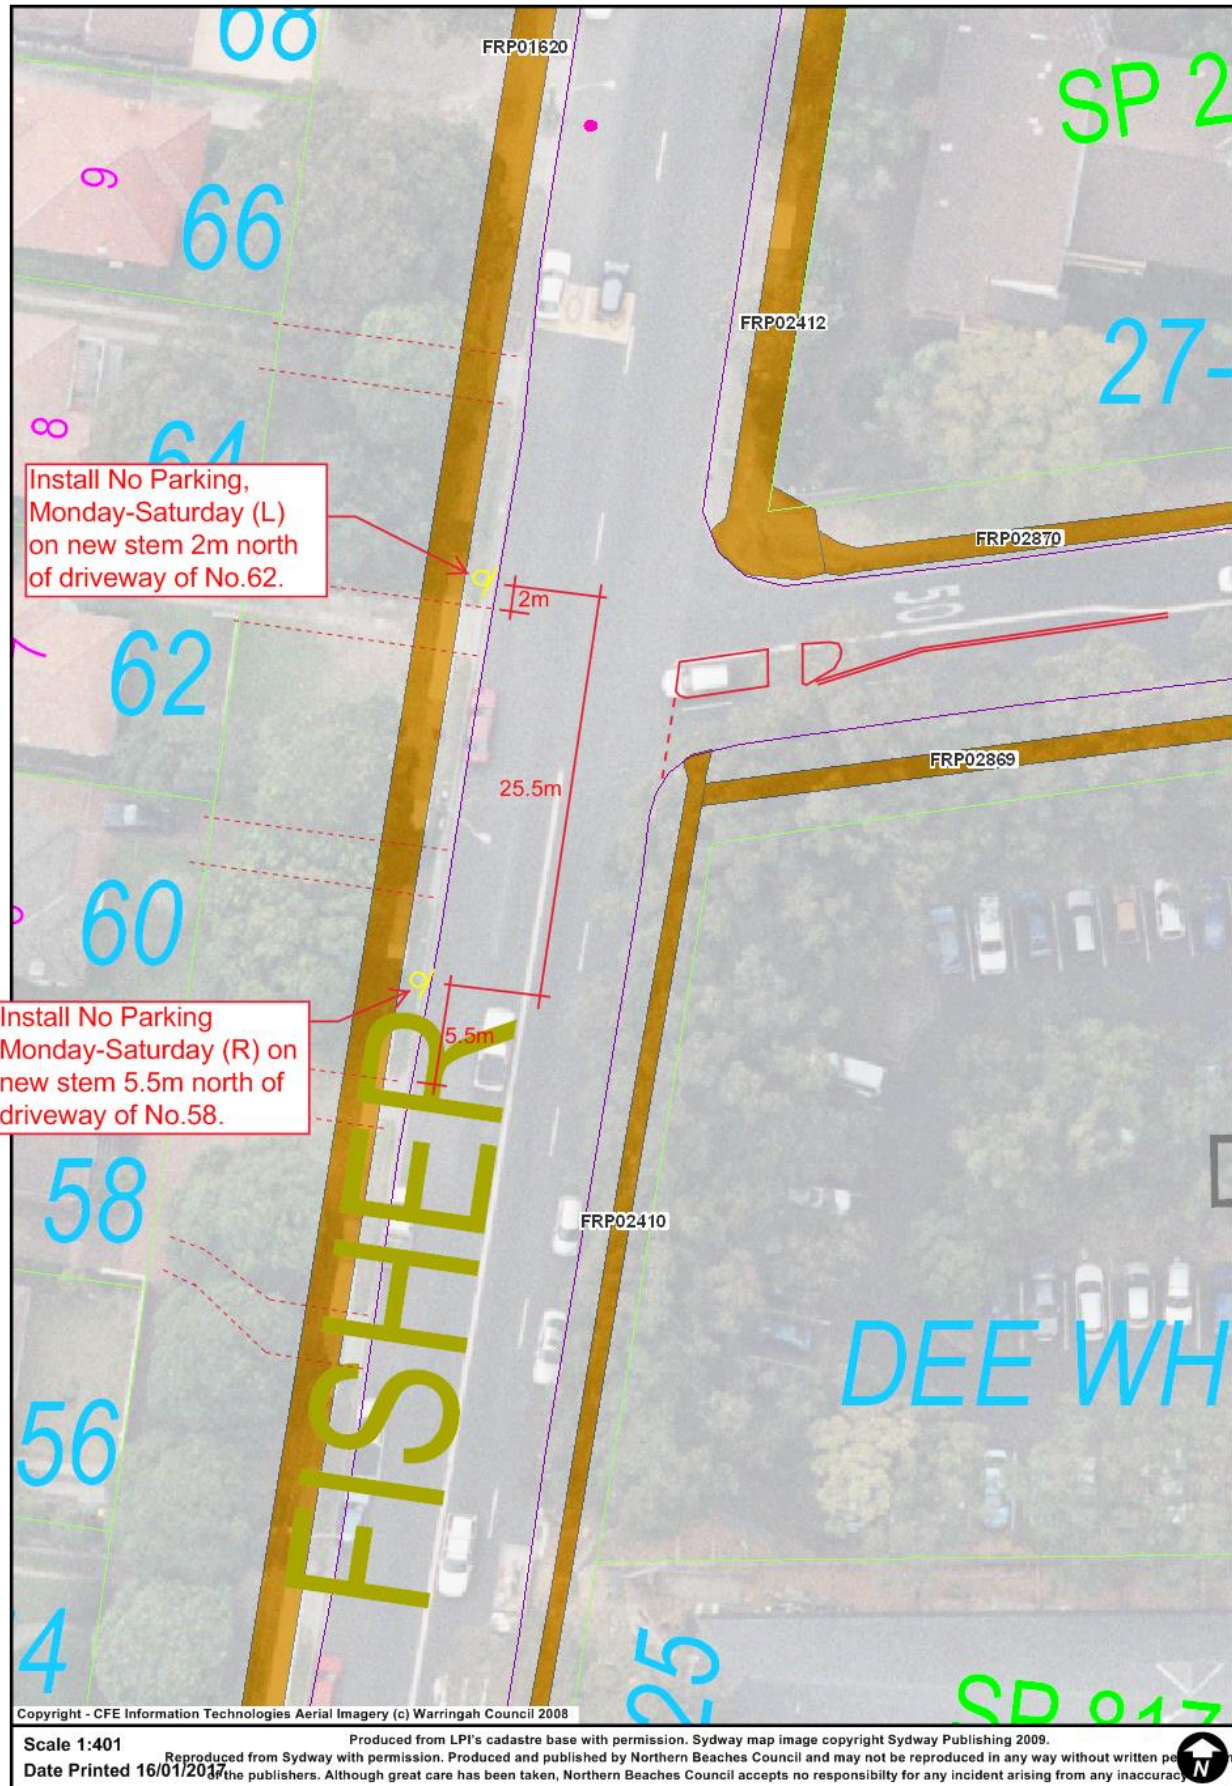 68
FRP01620
SP 2
9
66
FRP02412
27-
8
64
Install No Parking,
Monday-Saturday (L)
on new stem 2m north
of driveway of No.62.
FRP02870
50
2m
7
62
FRP02869
25.5m
60
Install No Parking
Monday-Saturday (R) on
new stem 5.5m north of
driveway of No.58.
5.5m
58
FRP02410
FISHER
DEE WH
56
4
25
SP 817
Copyright - CFE Information Technologies Aerial Imagery (c) Warringah Council 2008
Scale 1:401
Date Printed 16/01/2017
Produced from LPI's cadastre base with permission. Sydway map image copyright Sydway Publishing 2009.
Reproduced from Sydway with permission. Produced and published by Northern Beaches Council and may not be reproduced in any way without written pe
of the publishers. Although great care has been taken, Northern Beaches Council accepts no responsibilty for any incident arising from any inaccuracy
N